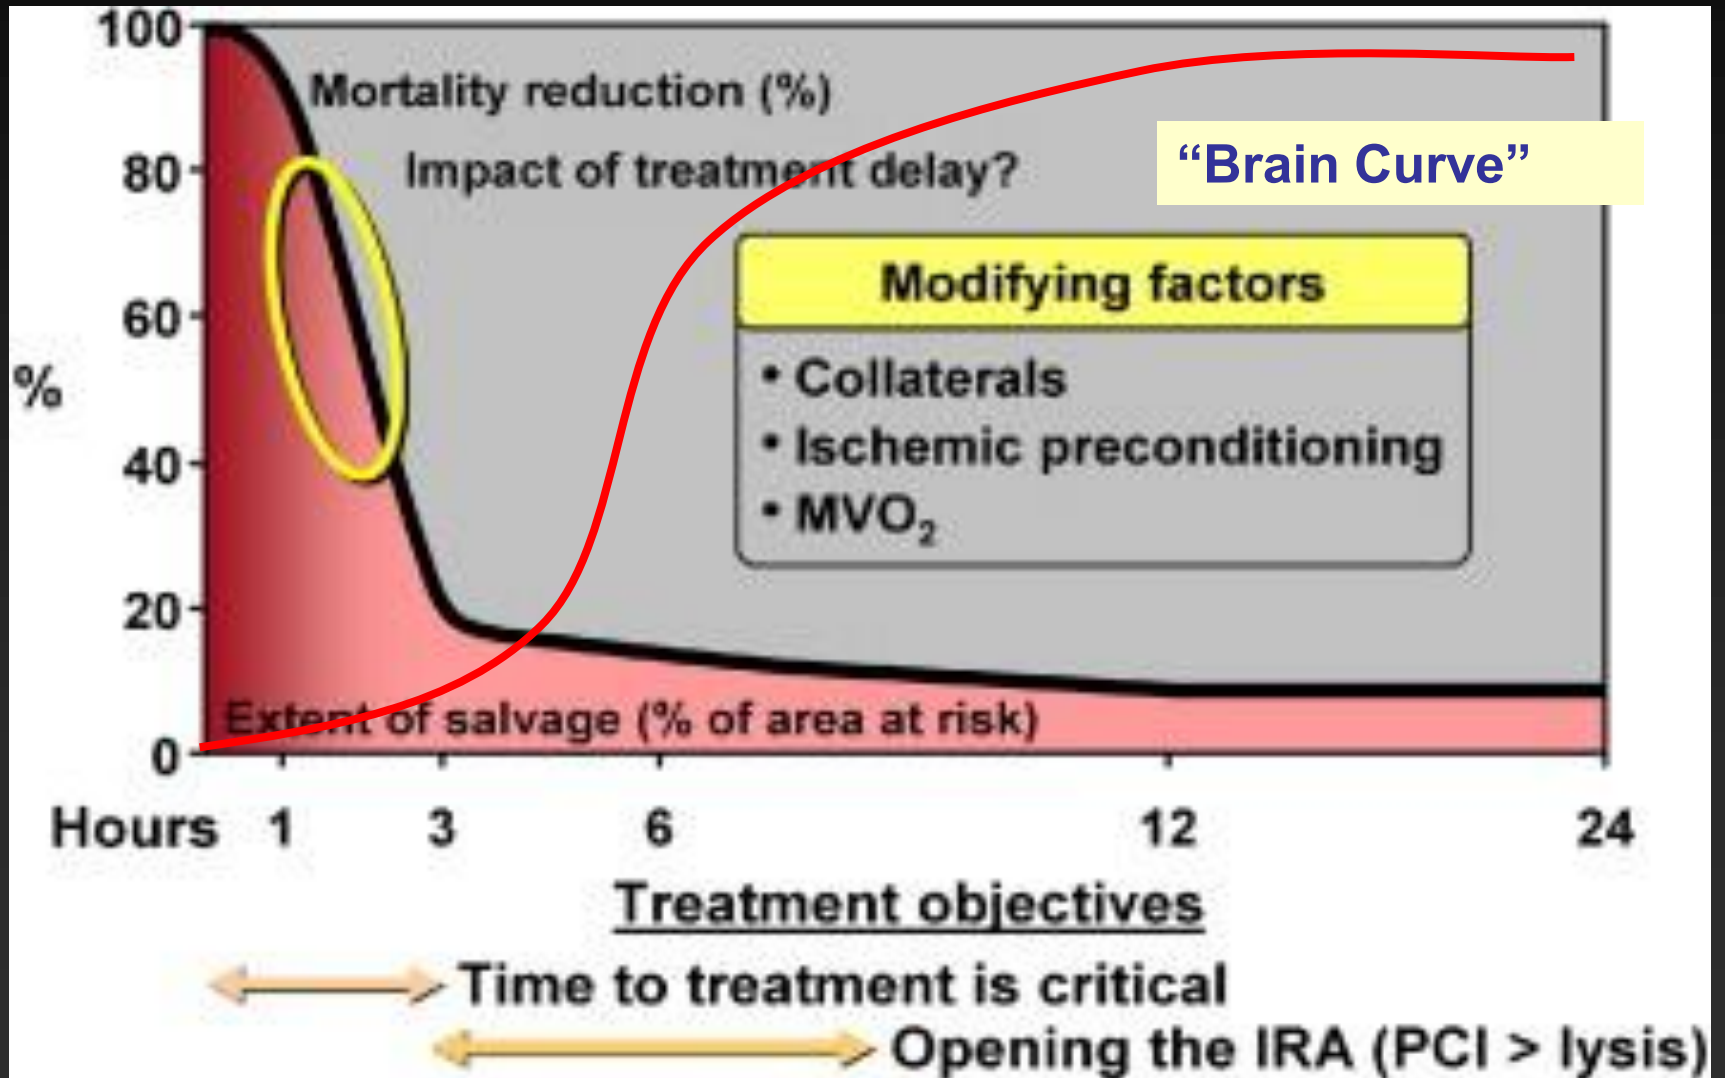 100
Mortality reduction (%)
80
Impact of treatment delay?
“Brain Curve”
Modifying factors
60
%
• Collaterals
40
• Ischemic preconditioning
• MVO₂
20
Extent of salvage (% of area at risk)
0
Hours 1 3 6 12 24
Treatment objectives
Time to treatment is critical
Opening the IRA (PCI > lysis)